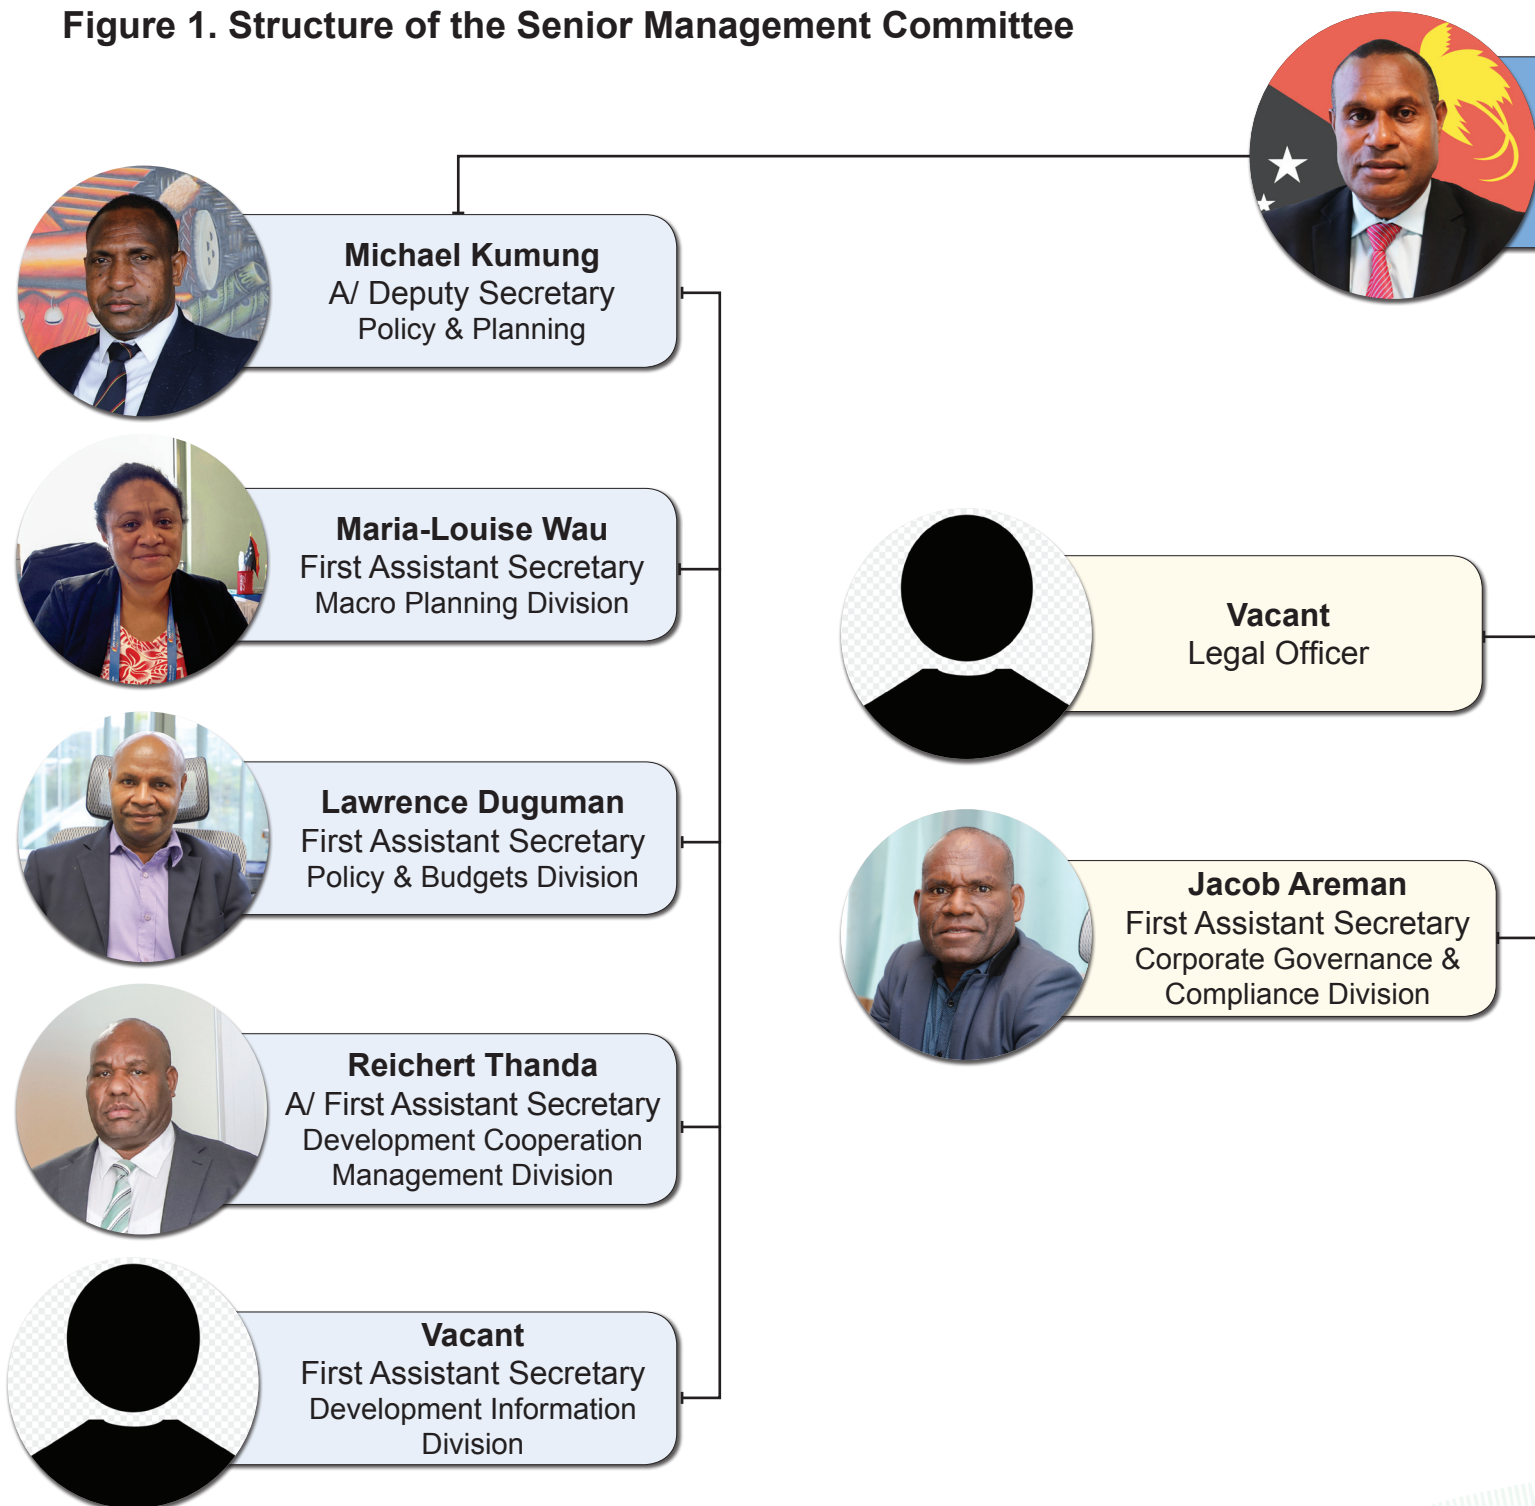 Figure 1. Structure of the Senior Management Committee
Michael Kumung
A/ Deputy Secretary
Policy & Planning
Maria-Louise Wau
First Assistant Secretary
Macro Planning Division
Lawrence Duguman
First Assistant Secretary
Policy & Budgets Division
Reichert Thanda
A/ First Assistant Secretary
Development Cooperation
Management Division
Vacant
First Assistant Secretary
Development Information
Division
Vacant
Legal Officer
Jacob Areman
First Assistant Secretary
Corporate Governance &
Compliance Division